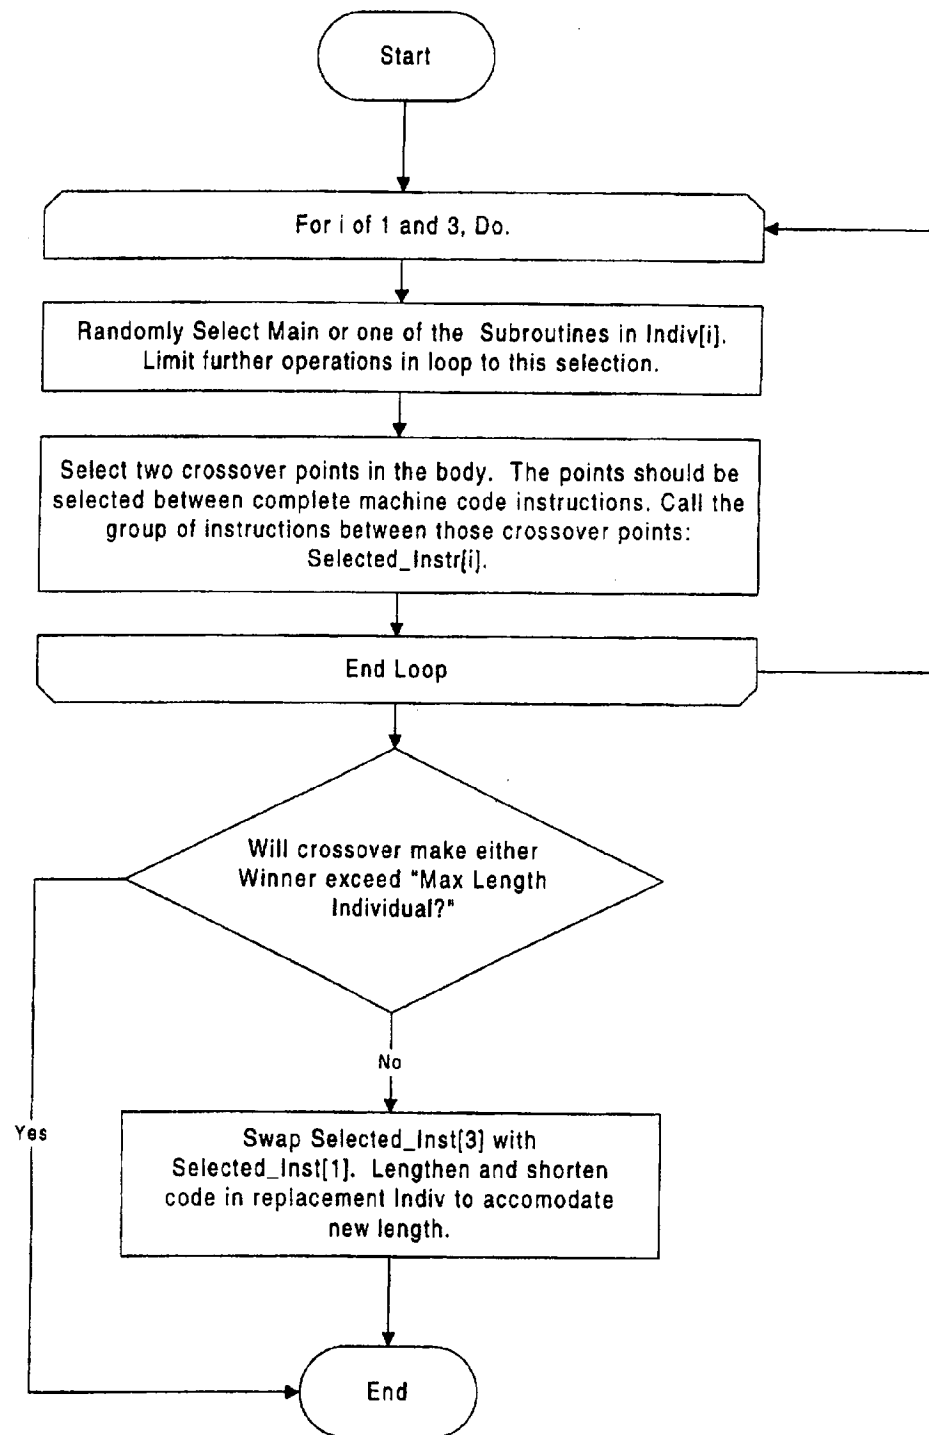 Start
For i of 1 and 3, Do.
Randomly Select Main or one of the Subroutines in Indiv[i].
Limit further operations in loop to this selection.
Select two crossover points in the body. The points should be
selected between complete machine code instructions. Call the
group of instructions between those crossover points:
Selected_Instr[i].
End Loop
Will crossover make either
Winner exceed "Max Length
Individual?"
No
Yes
Swap Selected_Inst[3] with
Selected_Inst[1]. Lengthen and shorten
code in replacement Indiv to accomodate
new length.
End